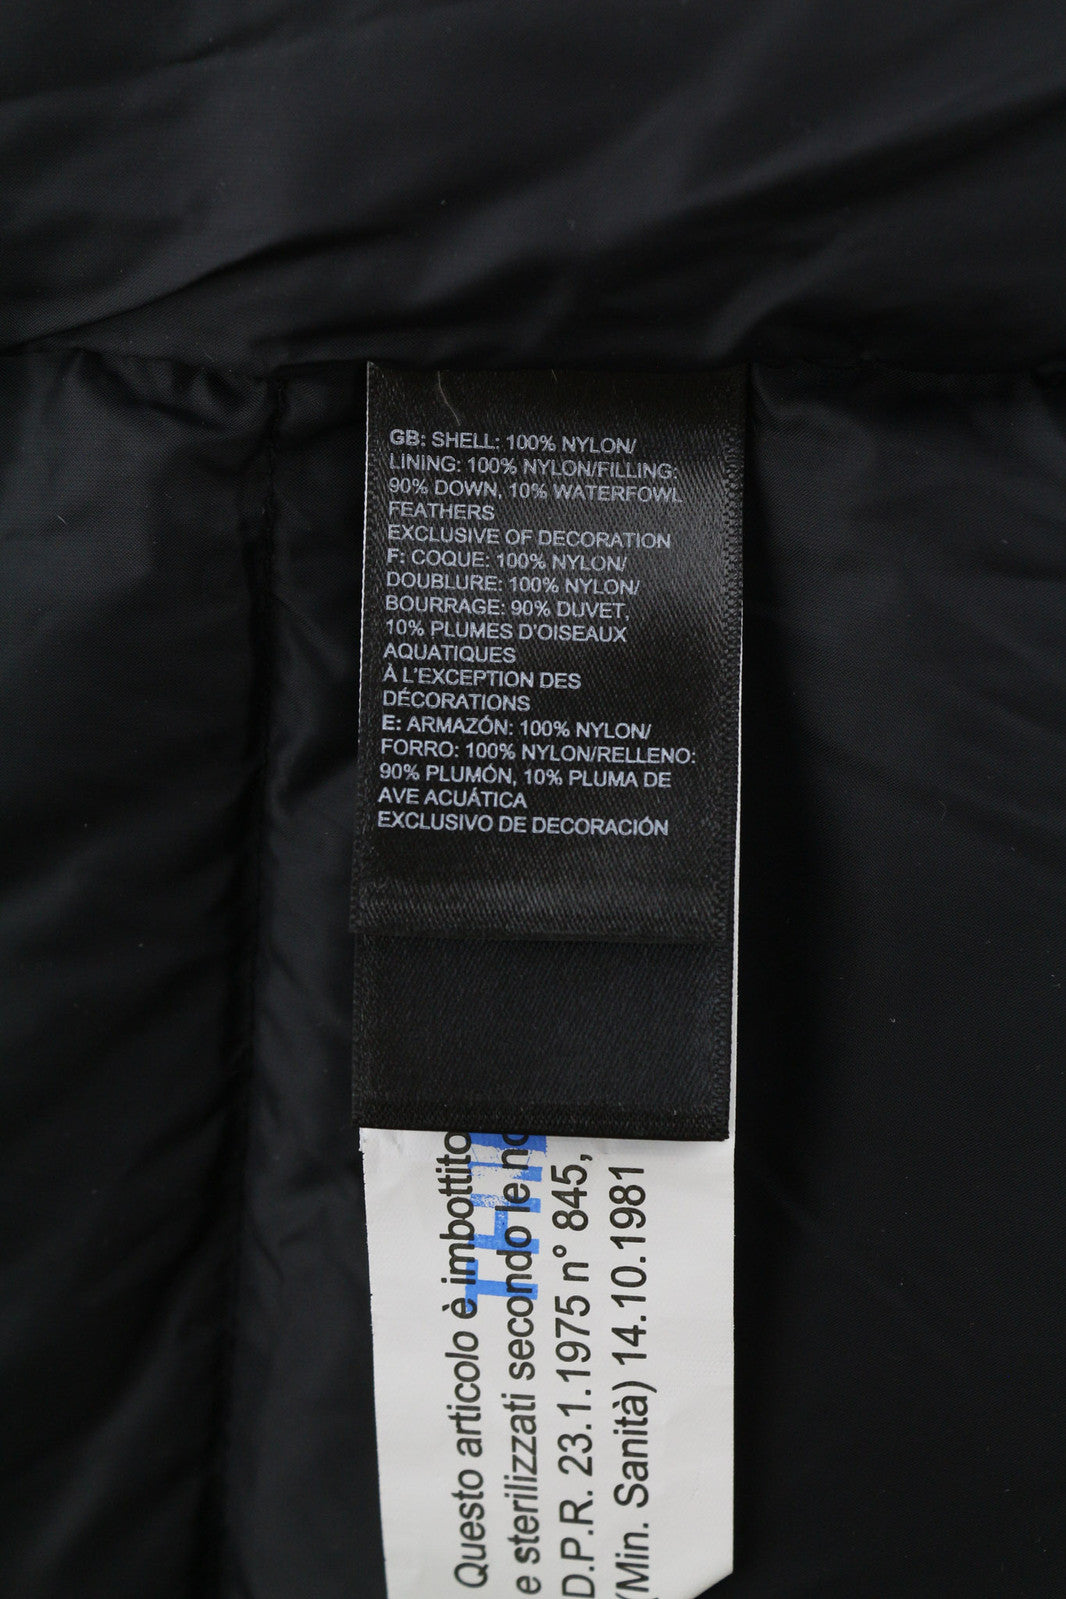 GB: SHELL: 100% NYLON/
LINING: 100% NYLON/FILLING:
90% DOWN, 10% WATERFOWL
FEATHERS
EXCLUSIVE OF DECORATION
F: COQUE: 100% NYLON/
DOUBLURE: 100% NYLON/
BOURRAGE: 90% DUVET,
10% PLUMES D'OISEAUX
AQUATIQUES
À L'EXCEPTION DES
DÉCORATIONS
E: ARMAZÓN: 100% NYLON/
FORRO: 100% NYLON/RELLENO:
90% PLUMÓN, 10% PLUMA DE
AVE ACUÁTICA
EXCLUSIVO DE DECORACIÓN
Questo articolo è imbottito
e sterilizzati secondo le
D.P.R. 23.1.1975 n° 845,
(Min. Sanità) 14.10.1981